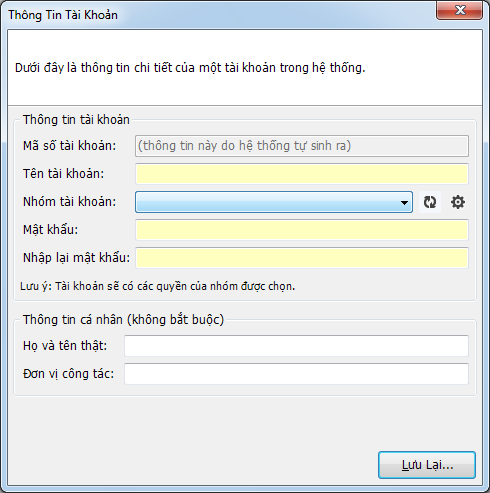 Thông Tin Tài Khoản
Dưới đây là thông tin chi tiết của một tài khoản trong hệ thống.
Thông tin tài khoản
Mã số tài khoản: (thông tin này do hệ thống tự sinh ra)
Tên tài khoản:
Nhóm tài khoản:
Mật khẩu:
Nhập lại mật khẩu:
Lưu ý: Tài khoản sẽ có các quyền của nhóm được chọn.
Thông tin cá nhân (không bắt buộc)
Họ và tên thật:
Đơn vị công tác:
Lưu Lại...